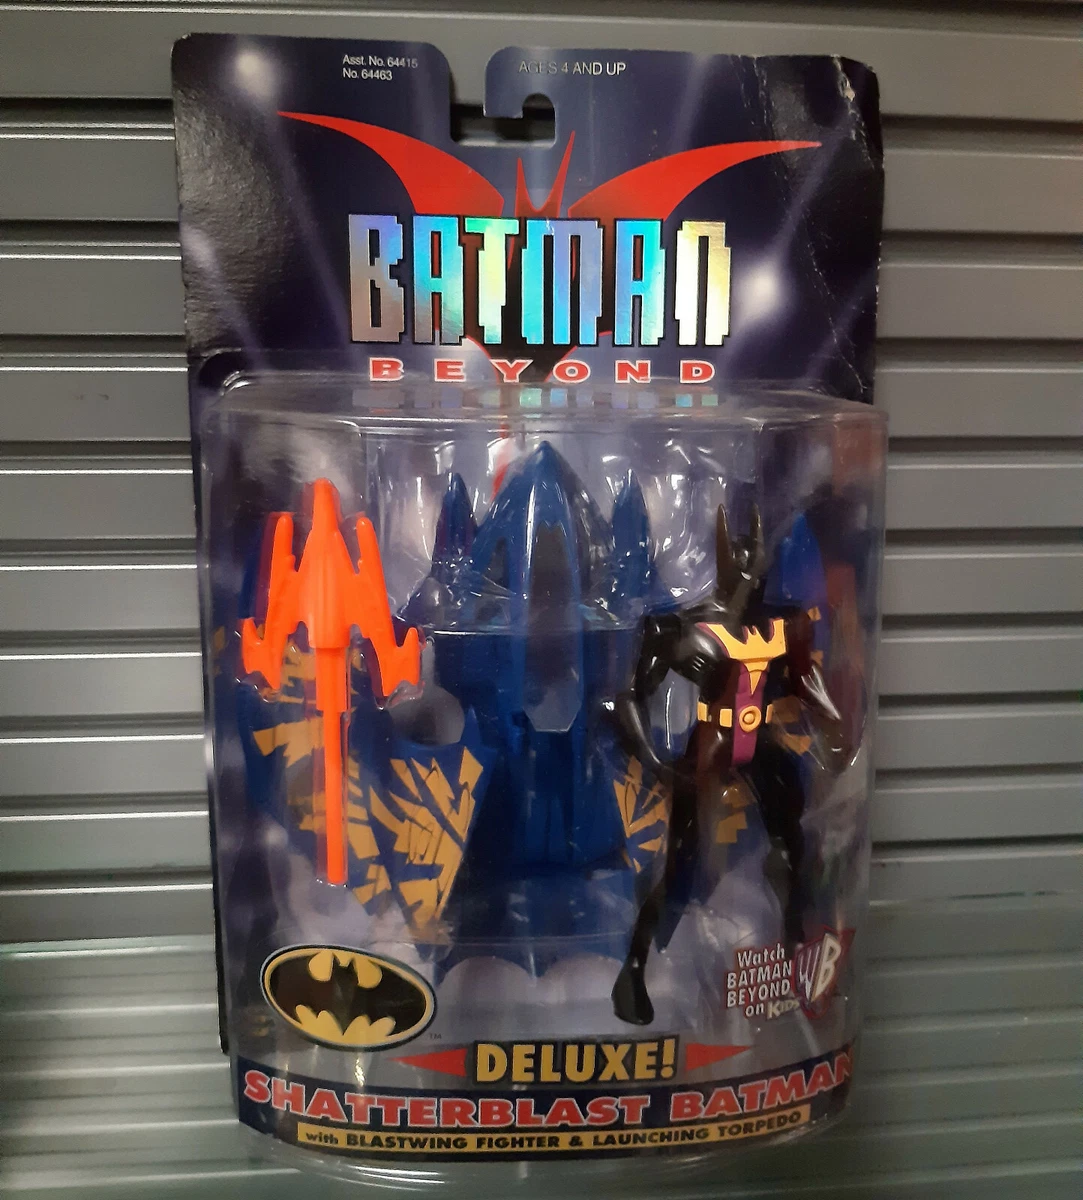 Asst. No. 64415
No. 64463
AGES 4 AND UP
BATMAN
BEYOND
Watch
BATMAN
BEYOND
on KIDS
WB
TM
DELUXE!
SHATTERBLAST BATMAN
with BLASTWING FIGHTER & LAUNCHING TORPEDO